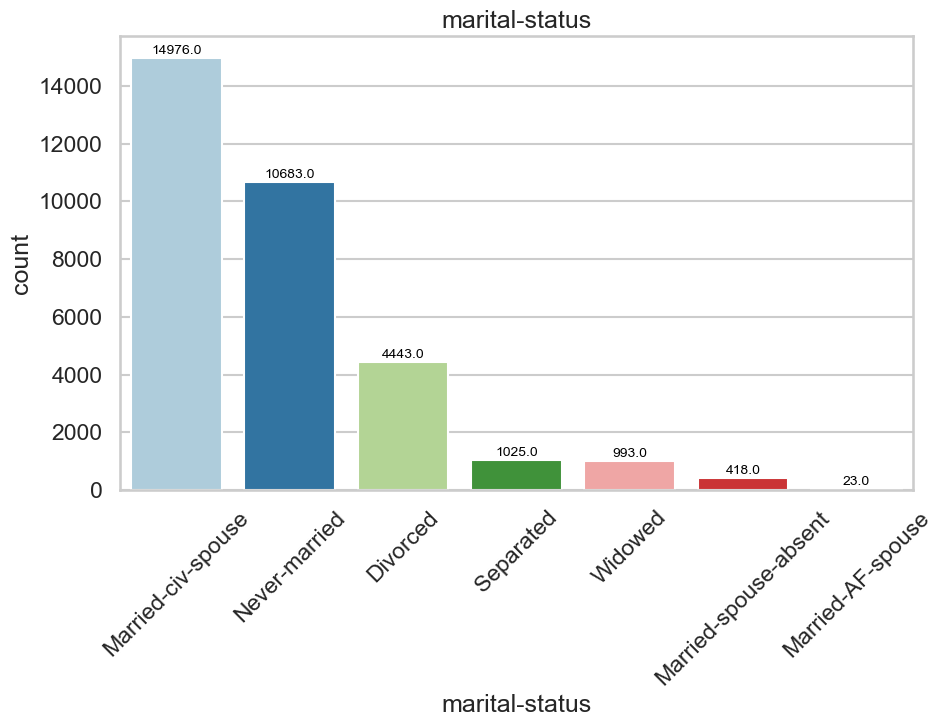 marital-status
14976.0
14000
12000
10683.0
10000
8000
6000
4443.0
4000
2000
1025.0
993.0
418.0
23.0
0
count
Married-civ-spouse
Never-married
Divorced
Separated
Widowed
Married-spouse-absent
Married-AF-spouse
marital-status